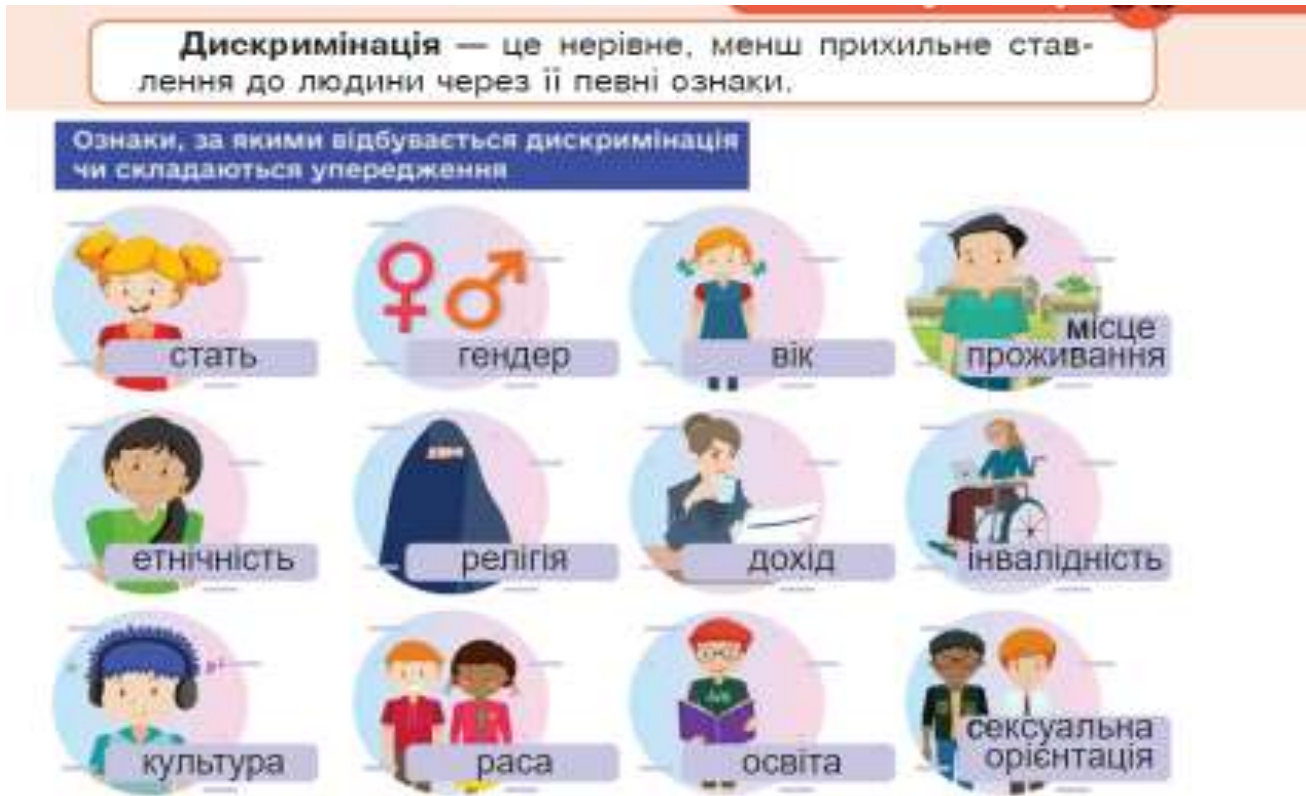 Дискримінація — це нерівне, менш прихильне став-
лення до людини через її певні ознаки.
Ознаки, за якими відбувається дискримінація
чи складаються упередження
стать
гендер
вік
місце
проживання
етнічність
релігія
дохід
інвалідність
культура
раса
освіта
сексуальна
орієнтація